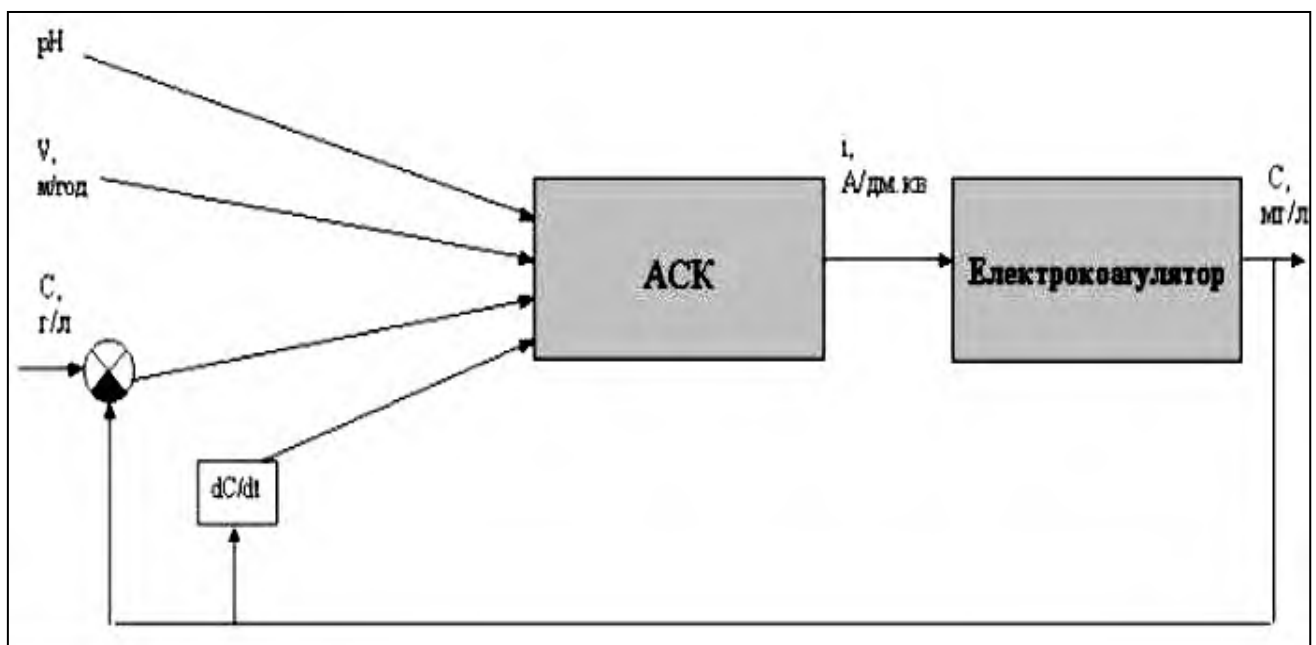 pH
V,
м/год
С,
г/л
dC/dt
АСК
i,
А/дм.кв
Електрокоагулятор
С,
мг/л